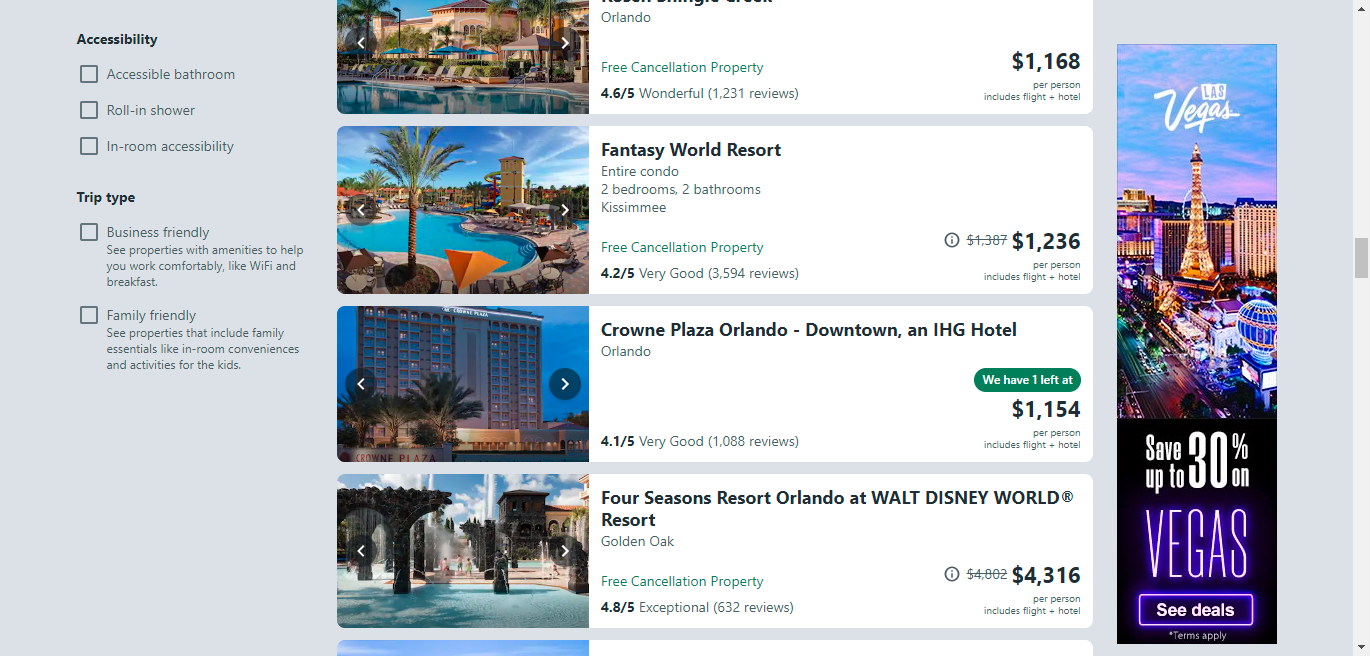 Accessibility
Accessible bathroom
Roll-in shower
In-room accessibility
Trip type
Business friendly
See properties with amenities to help
you work comfortably, like WiFi and
breakfast.
Family friendly
See properties that include family
essentials like in-room conveniences
and activities for the kids.
Rosen Shingle Creek
Orlando
Free Cancellation Property
4.6/5 Wonderful (1,231 reviews)
$1,168
per person
includes flight + hotel
Fantasy World Resort
Entire condo
2 bedrooms, 2 bathrooms
Kissimmee
Free Cancellation Property
4.2/5 Very Good (3,594 reviews)
$1,387 $1,236
per person
includes flight + hotel
CROWNE PLAZA
CROWNE PLAZA
Crowne Plaza Orlando - Downtown, an IHG Hotel
Orlando
4.1/5 Very Good (1,088 reviews)
We have 1 left at
$1,154
per person
includes flight + hotel
Four Seasons Resort Orlando at WALT DISNEY WORLD®
Resort
Golden Oak
Free Cancellation Property
4.8/5 Exceptional (632 reviews)
$4,802 $4,316
per person
includes flight + hotel
LAS
Vegas
Save
up to 30% on
VEGAS
See deals
*Terms apply